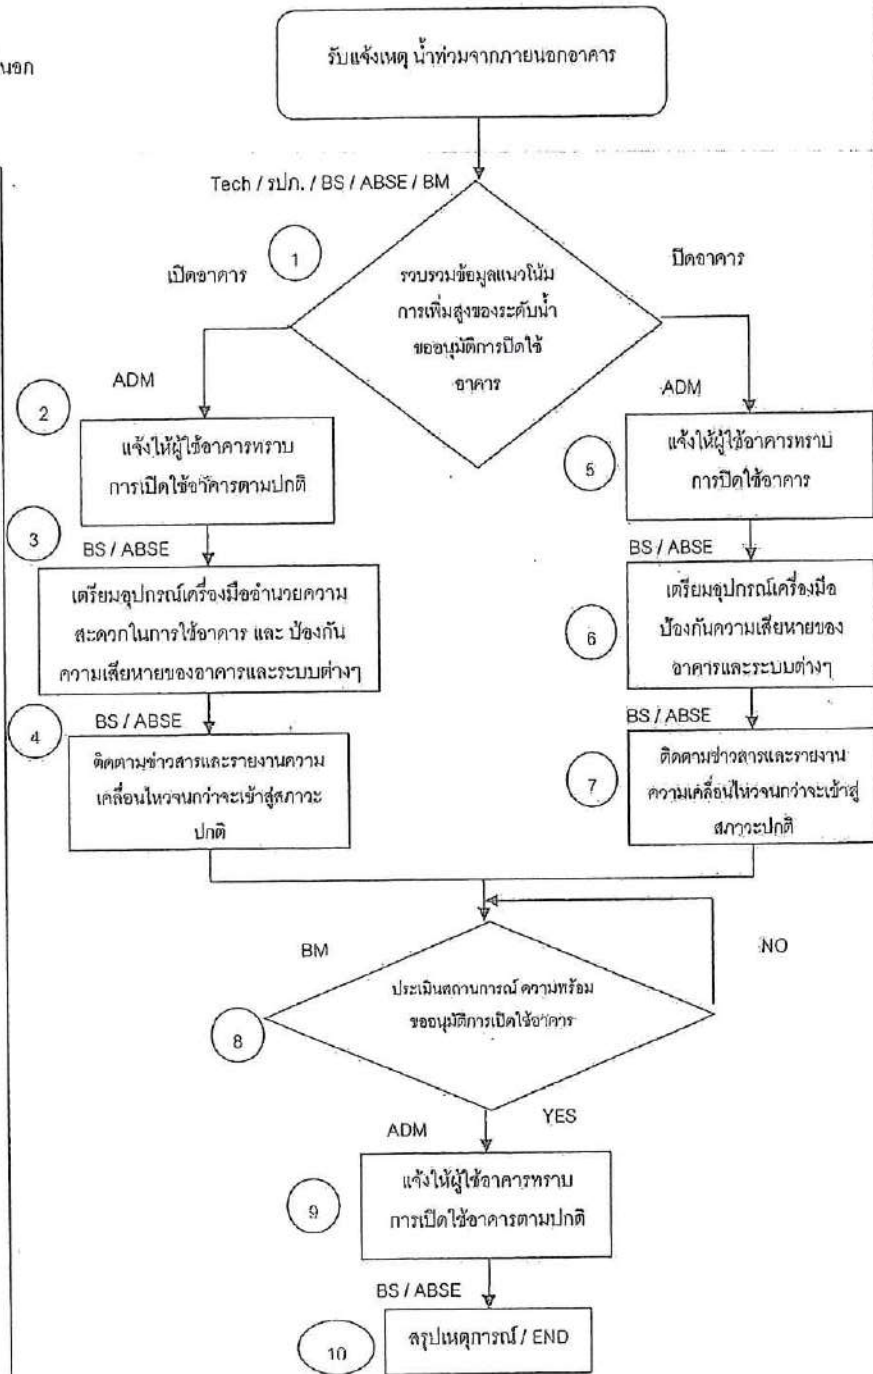 รับแจ้งเหตุ น้ำท่วมจากภายนอกอาคาร
นอก
Tech / รปภ. / BS / ABSE / BM
1
เปิดอาคาร
ปิดอาคาร
รวบรวมข้อมูลแนวโน้ม
การเพิ่มสูงของระดับน้ำ
ขออนุมัติการปิดใช้
อาคาร
ADM
2
แจ้งให้ผู้ใช้อาคารทราบ
การเปิดใช้อาคารตามปกติ
ADM
5
แจ้งให้ผู้ใช้อาคารทราบ
การปิดใช้อาคาร
3
BS / ABSE
เตรียมอุปกรณ์เครื่องมืออำนวยความ
สะดวกในการใช้อาคาร และ ป้องกัน
ความเสียหายของอาคารและระบบต่างๆ
BS / ABSE
6
เตรียมอุปกรณ์เครื่องมือ
ป้องกันความเสียหายของ
อาคารและระบบต่างๆ
4
BS / ABSE
ติดตามข่าวสารและรายงานความ
เคลื่อนไหวจนกว่าจะเข้าสู่สภาวะ
ปกติ
BS / ABSE
7
ติดตามข่าวสารและรายงาน
ความเคลื่อนไหวจนกว่าจะเข้าสู่
สภาวะปกติ
BM
NO
8
ประเมินสถานการณ์ ความพร้อม
ขออนุมัติการเปิดใช้อาคาร
YES
ADM
9
แจ้งให้ผู้ใช้อาคารทราบ
การเปิดใช้อาคารตามปกติ
BS / ABSE
10
สรุปเหตุการณ์ / END